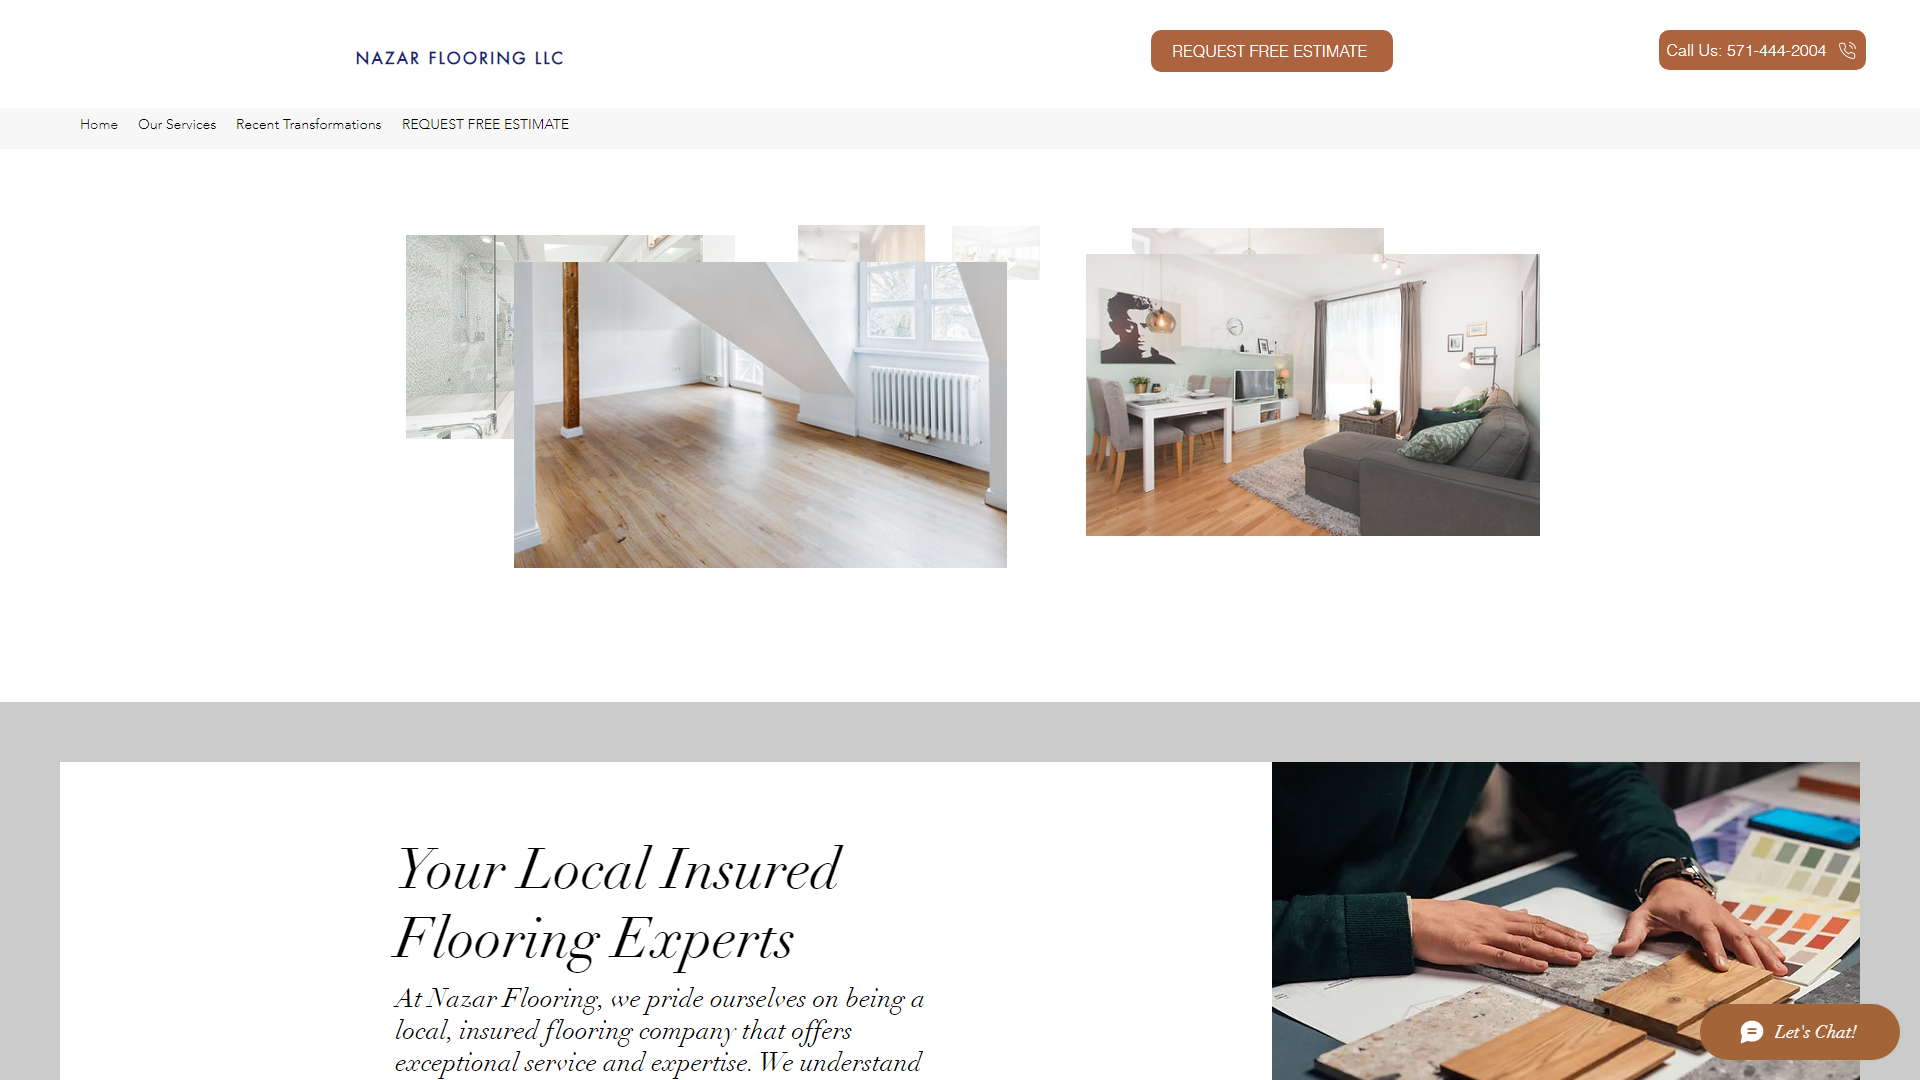 NAZAR FLOORING LLC
REQUEST FREE ESTIMATE
Call Us: 571-444-2004
Home
Our Services
Recent Transformations
REQUEST FREE ESTIMATE
Your Local Insured
Flooring Experts
At Nazar Flooring, we pride ourselves on being a
local, insured flooring company that offers
exceptional service and expertise. We understand
Let's Chat!